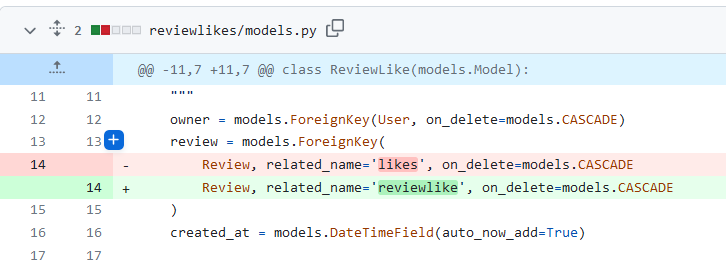 2 reviewlikes/models.py
@@ -11,7 +11,7 @@ class ReviewLike(models.Model):
11 11 """
12 12 owner = models.ForeignKey(User, on_delete=models.CASCADE)
13 13 + review = models.ForeignKey(
14 - Review, related_name='likes', on_delete=models.CASCADE
14 + Review, related_name='reviewlike', on_delete=models.CASCADE
15 15 )
16 16 created_at = models.DateTimeField(auto_now_add=True)
17 17